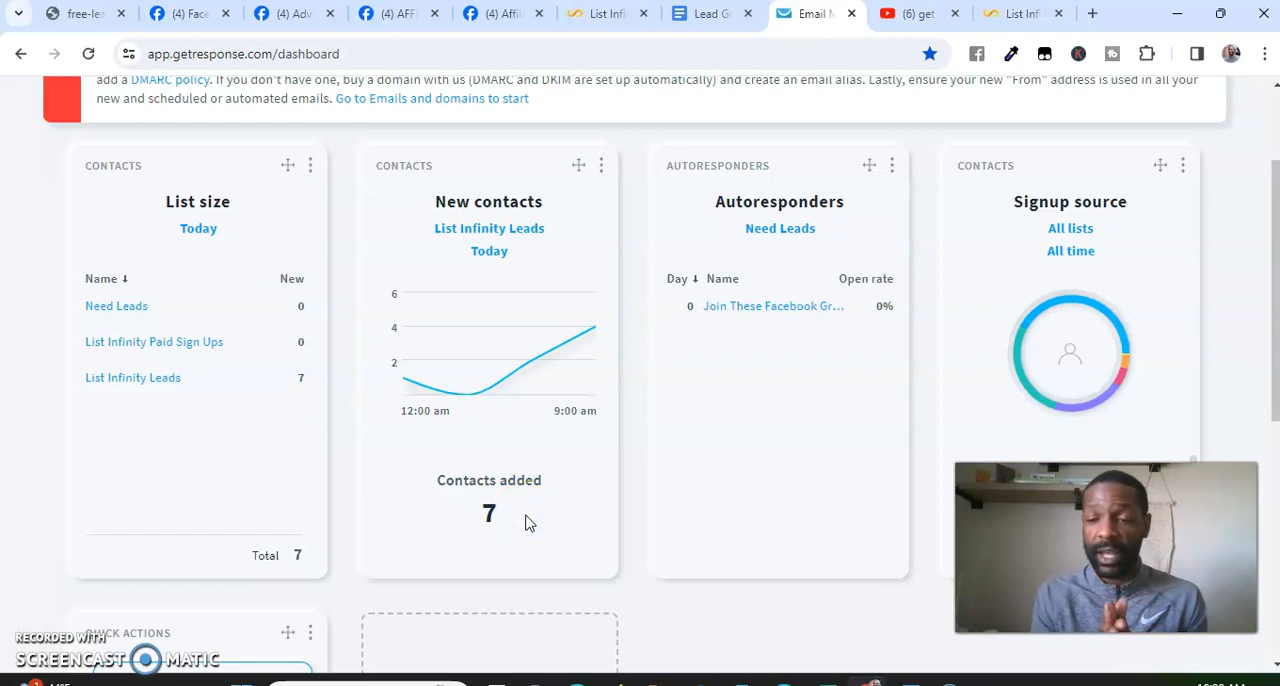 free-lea
(4) Face
(4) Adv
(4) AFF
(4) Affili
List Infi
Lead G
Email M
(6) get
List Inf
app.getresponse.com/dashboard
add a DMARC policy. If you don't have one, buy a domain with us (DMARC and DKIM are set up automatically) and create an email alias. Lastly, ensure your new "From" address is used in all your
new and scheduled or automated emails. Go to Emails and domains to start
CONTACTS
List size
Today
Name ↓ New
Need Leads 0
List Infinity Paid Sign Ups 0
List Infinity Leads 7
Total 7
CONTACTS
New contacts
List Infinity Leads
Today
6
4
2
12:00 am 9:00 am
Contacts added
7
AUTORESPONDERS
Autoresponders
Need Leads
Day ↓ Name Open rate
0 Join These Facebook Gr... 0%
CONTACTS
Signup source
All lists
All time
QUICK ACTIONS
RECORDED WITH
SCREENCAST MATIC